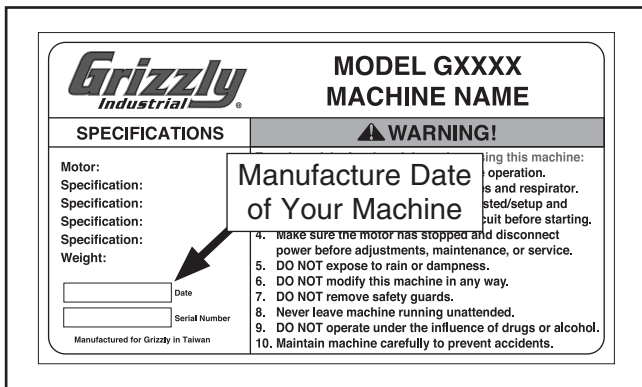 Grizzly
Industrial ®
MODEL GXXXX
MACHINE NAME
SPECIFICATIONS
WARNING!
Motor:
Specification:
Specification:
Specification:
Specification:
Weight:
Date
Serial Number
Manufactured for Grizzly in Taiwan
Manufacture Date
of Your Machine
using this machine:
operation.
and respirator.
and
before starting.
4. Make sure the motor has stopped and disconnect
power before adjustments, maintenance, or service.
5. DO NOT expose to rain or dampness.
6. DO NOT modify this machine in any way.
7. DO NOT remove safety guards.
8. Never leave machine running unattended.
9. DO NOT operate under the influence of drugs or alcohol.
10. Maintain machine carefully to prevent accidents.